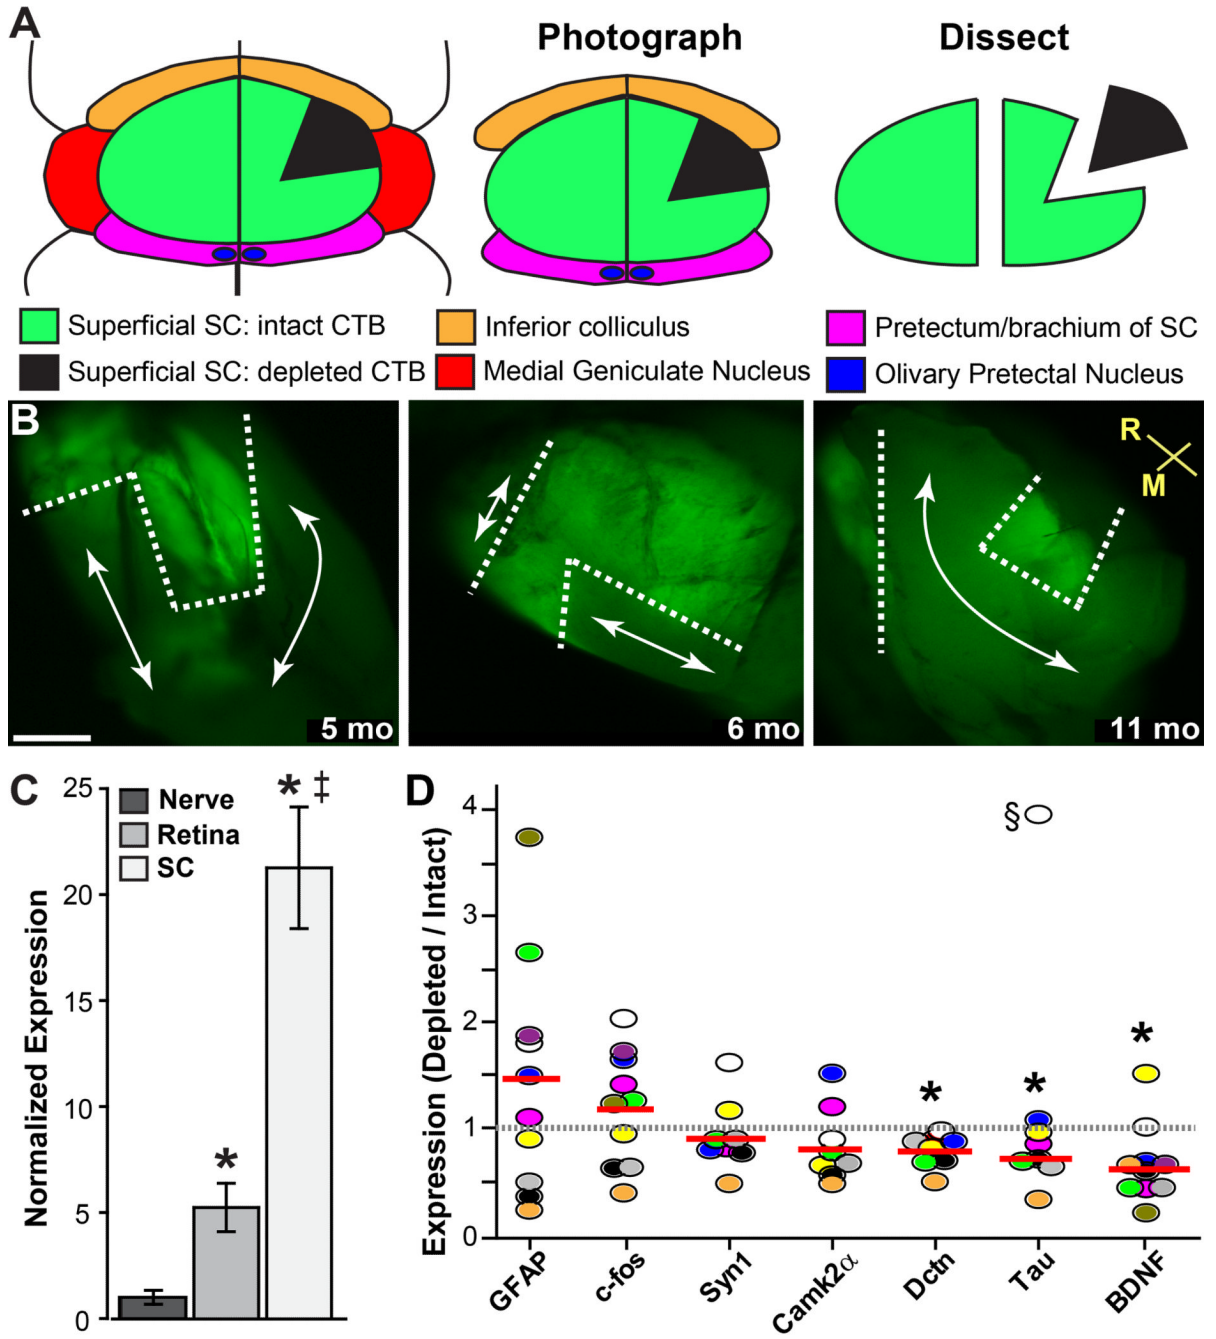 A
Photograph
Dissect
Superficial SC: intact CTB
Inferior colliculus
Pretectum/brachium of SC
Superficial SC: depleted CTB
Medial Geniculate Nucleus
Olivary Pretectal Nucleus
B
R
M
5 mo
6 mo
11 mo
C
Normalized Expression
25
20
15
10
5
0
Nerve
Retina
SC
*
* ‡
D
Expression (Depleted / Intact)
4
3
2
1
0
§
*
*
*
GFAP
c-fos
Syn1
Camk2α
Dctn
Tau
BDNF